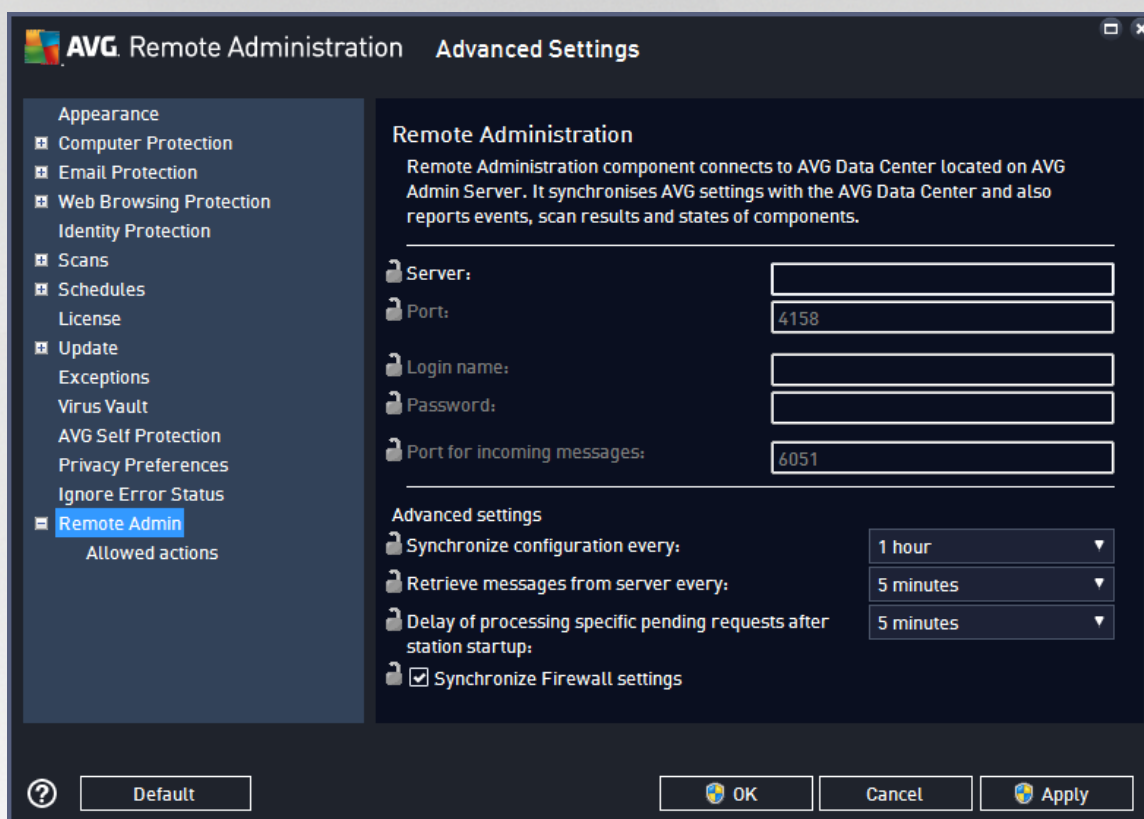 AVG. Remote Administration Advanced Settings
Appearance
Computer Protection
Email Protection
Web Browsing Protection
Identity Protection
Scans
Schedules
License
Update
Exceptions
Virus Vault
AVG Self Protection
Privacy Preferences
Ignore Error Status
Remote Admin
Allowed actions
Remote Administration
Remote Administration component connects to AVG Data Center located on AVG
Admin Server. It synchronises AVG settings with the AVG Data Center and also
reports events, scan results and states of components.
Server:
Port: 4158
Login name:
Password:
Port for incoming messages: 6051
Advanced settings
Synchronize configuration every: 1 hour
Retrieve messages from server every: 5 minutes
Delay of processing specific pending requests after 5 minutes
station startup:
Synchronize Firewall settings
? Default OK Cancel Apply